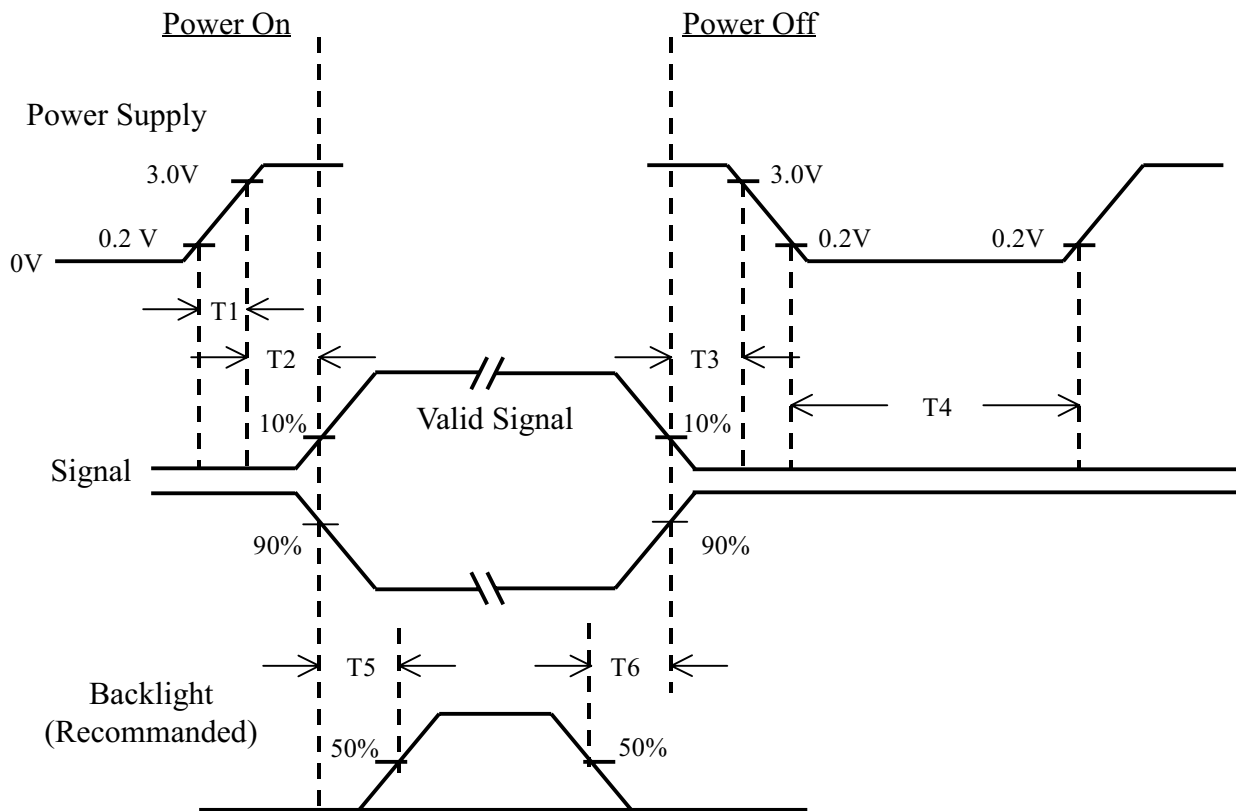 Power On
Power Off
Power Supply
3.0V
3.0V
0.2 V
0.2V
0.2V
0V
T1
T2
T3
T4
10%
Valid Signal
10%
Signal
90%
90%
T5
T6
Backlight
(Recommanded)
50%
50%